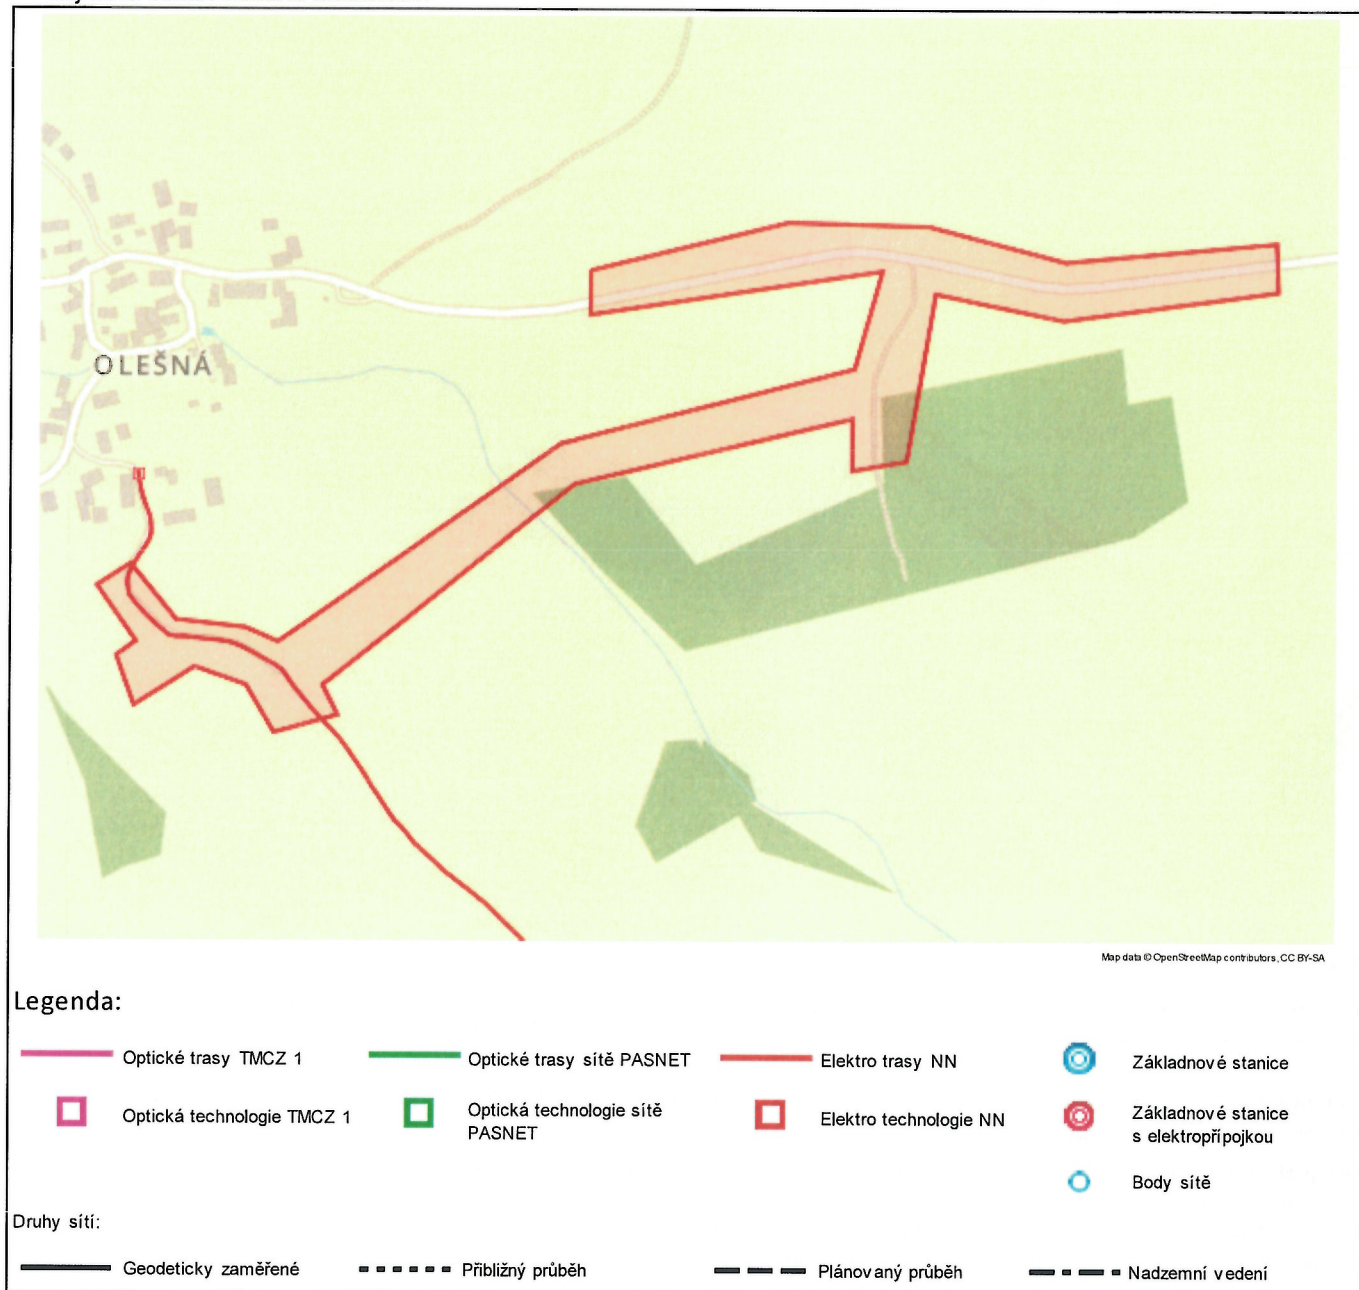 OLEŠNÁ
Map data © OpenStreetMap contributors, CC BY-SA
Legenda:
Optické trasy TMCZ 1
Optické trasy sítě PASNET
Elektro trasy NN
Základnové stanice
Optická technologie TMCZ 1
Optická technologie sítě
PASNET
Elektro technologie NN
Základnové stanice
s elektropřípojkou
Body sítě
Druhy sítí:
Geodeticky zaměřené
Přibližný průběh
Plánovaný průběh
Nadzemní vedení